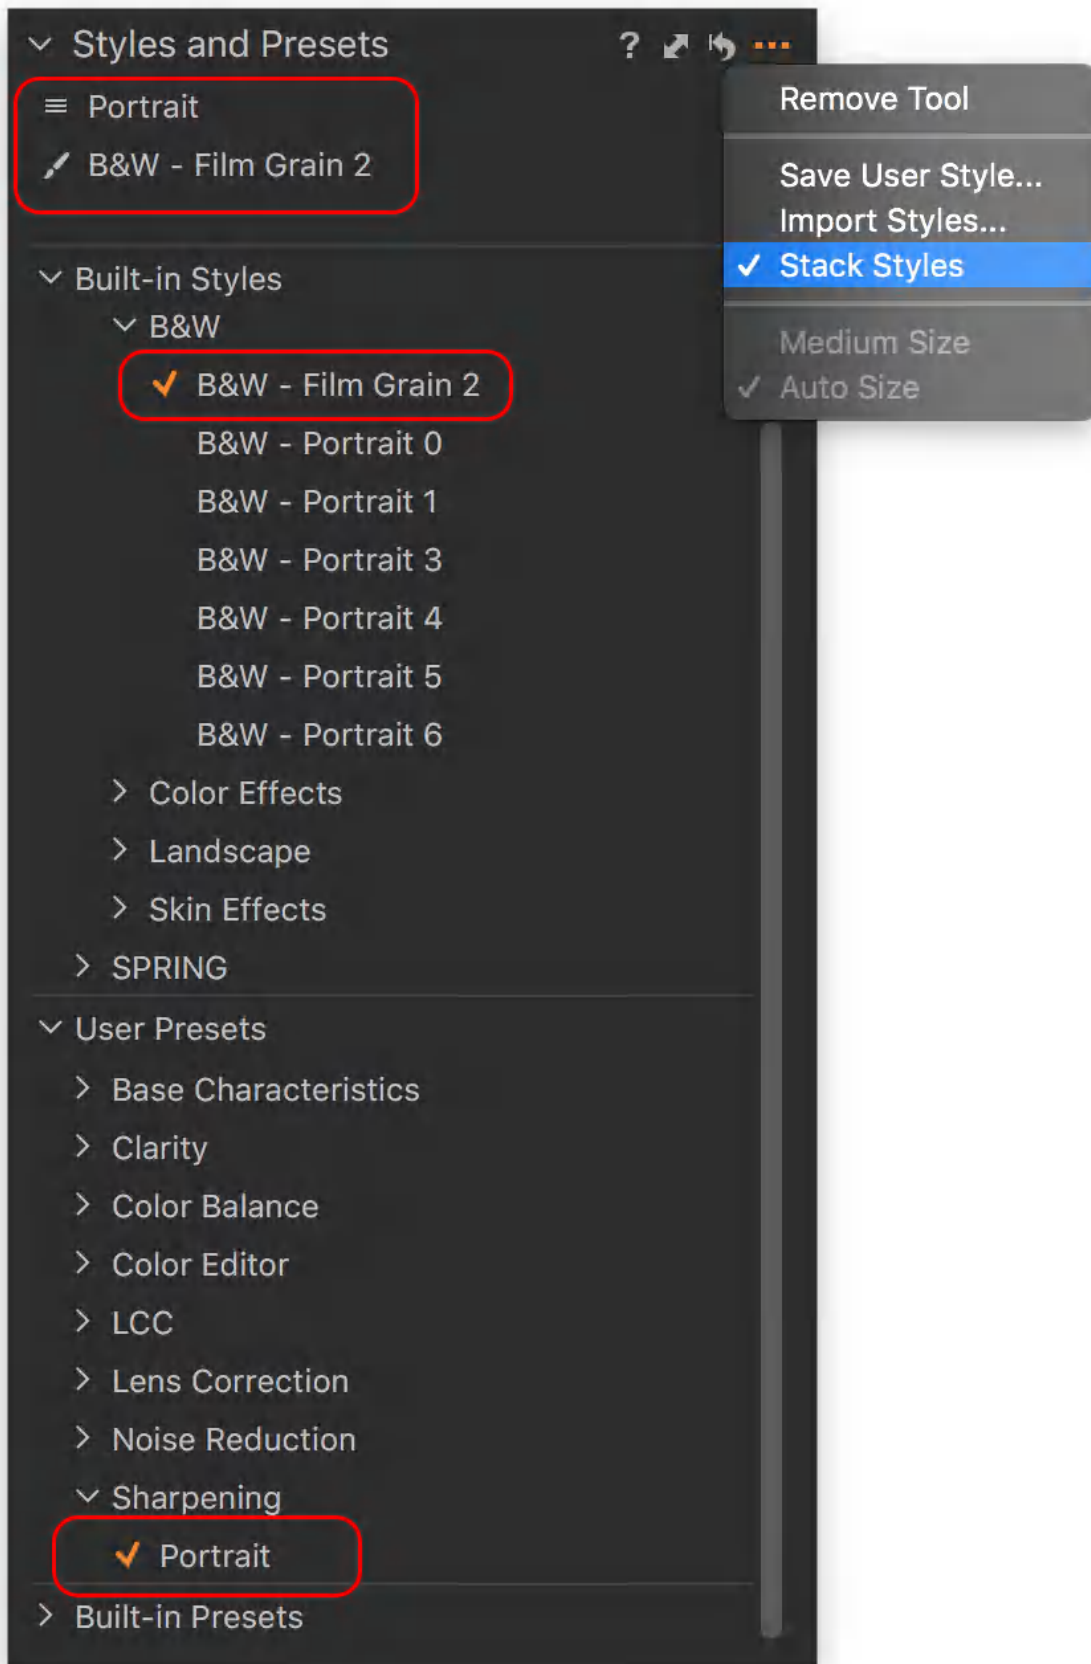 Styles and Presets ?
Portrait
B&W - Film Grain 2
Remove Tool
Save User Style...
Import Styles...
Stack Styles
Medium Size
Auto Size
Built-in Styles
B&W
B&W - Film Grain 2
B&W - Portrait 0
B&W - Portrait 1
B&W - Portrait 3
B&W - Portrait 4
B&W - Portrait 5
B&W - Portrait 6
Color Effects
Landscape
Skin Effects
SPRING
User Presets
Base Characteristics
Clarity
Color Balance
Color Editor
LCC
Lens Correction
Noise Reduction
Sharpening
Portrait
Built-in Presets